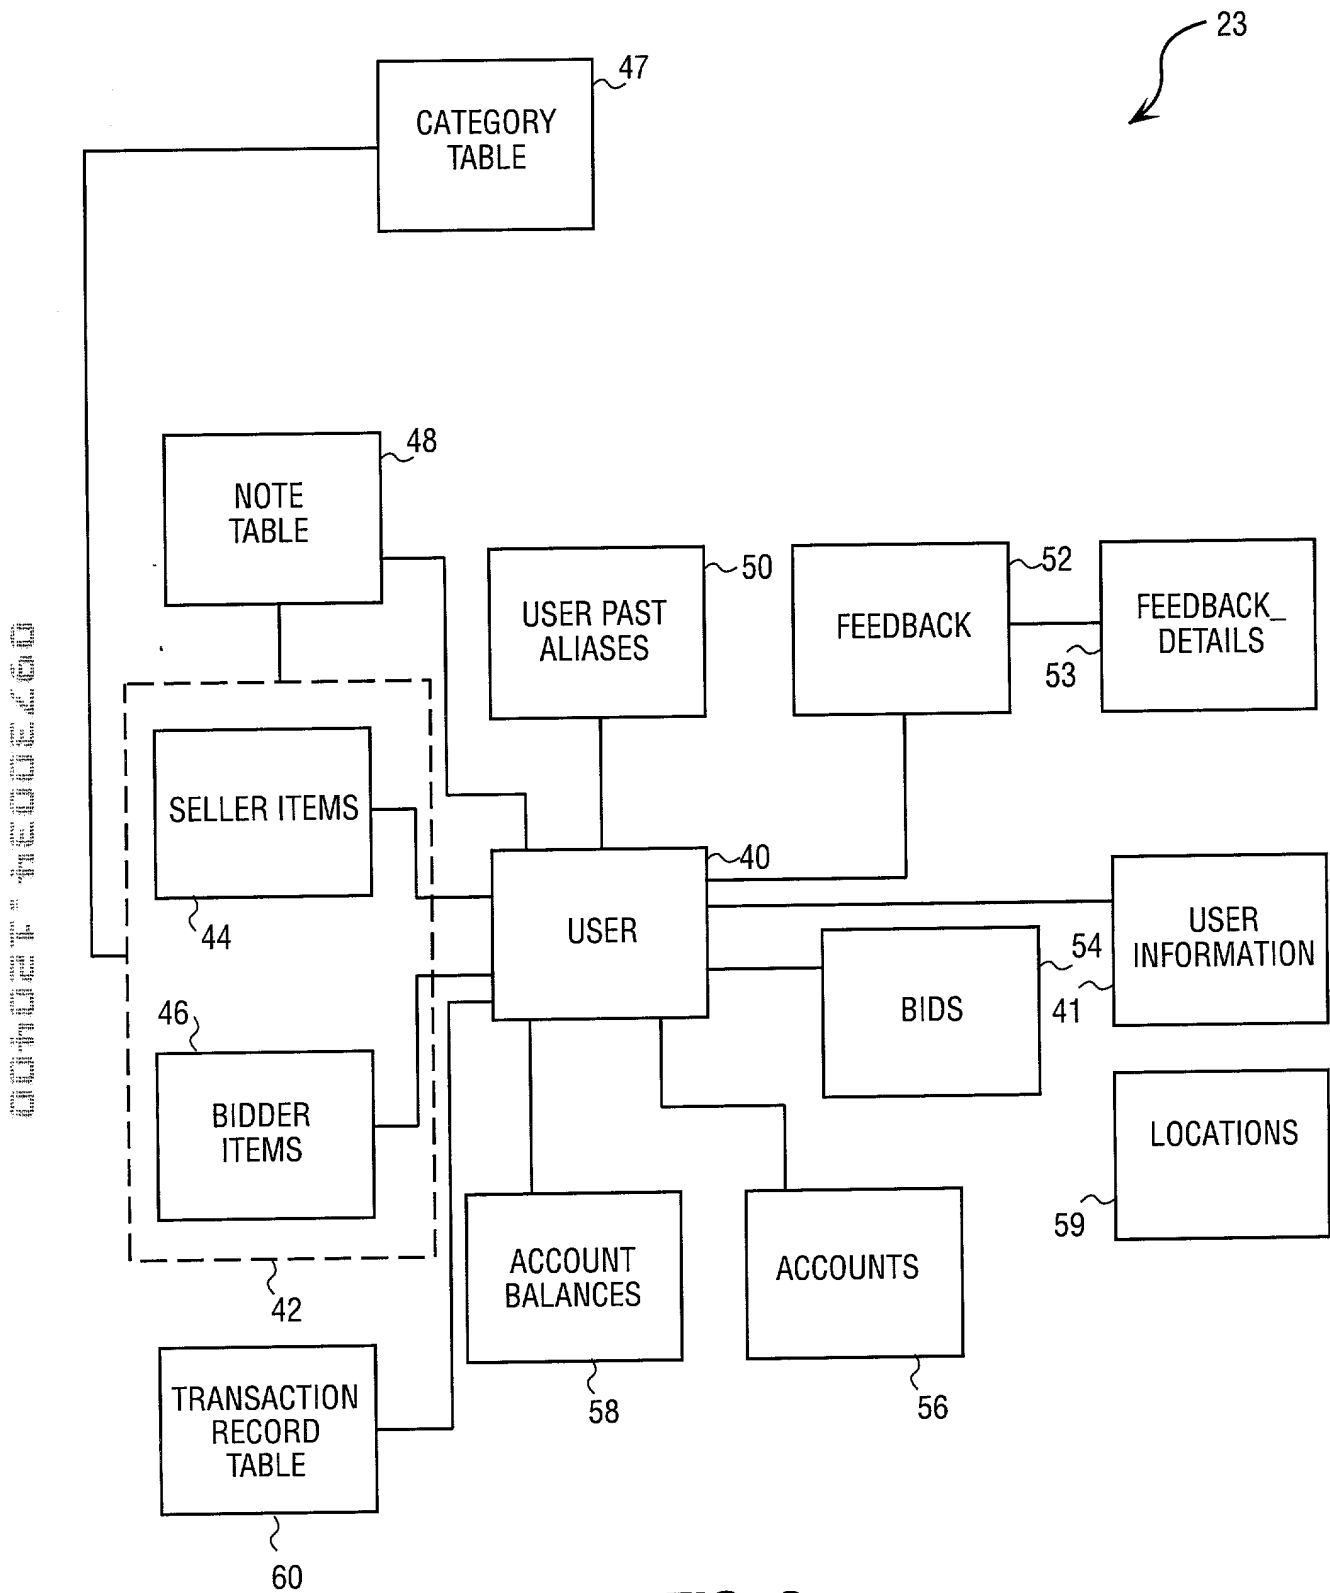 23
47
CATEGORY
TABLE
48
NOTE
TABLE
50
USER PAST
ALIASES
52
FEEDBACK
53
FEEDBACK_
DETAILS
SELLER ITEMS
44
40
USER
54
BIDS
41
USER
INFORMATION
46
BIDDER
ITEMS
42
LOCATIONS
59
ACCOUNT
BALANCES
58
ACCOUNTS
56
TRANSACTION
RECORD
TABLE
60